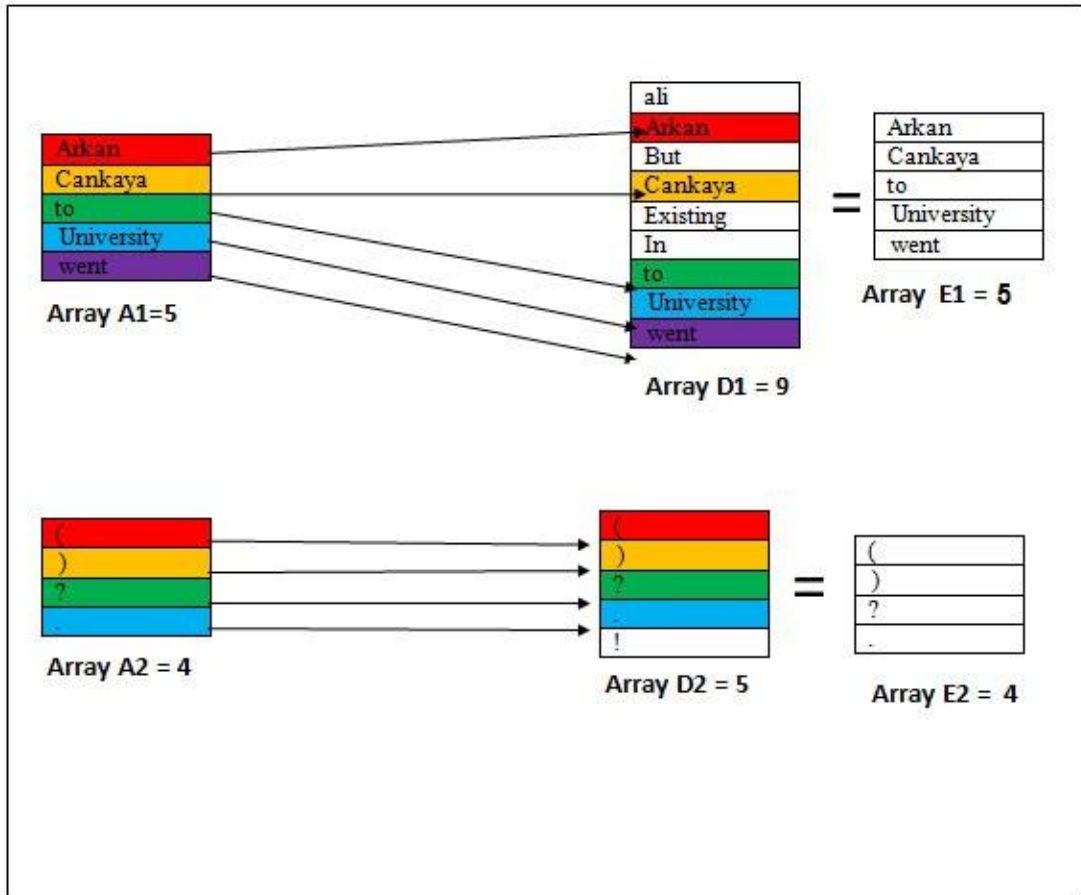 Arkan
Cankaya
to
University
went
Array A1=5
ali
Arkan
But
Cankaya
Existing
In
to
University
went
Array D1 = 9
=
Arkan
Cankaya
to
University
went
Array E1 = 5
(
)
?
.
Array A2 = 4
(
)
?
.
!
Array D2 = 5
=
(
)
?
.
Array E2 = 4